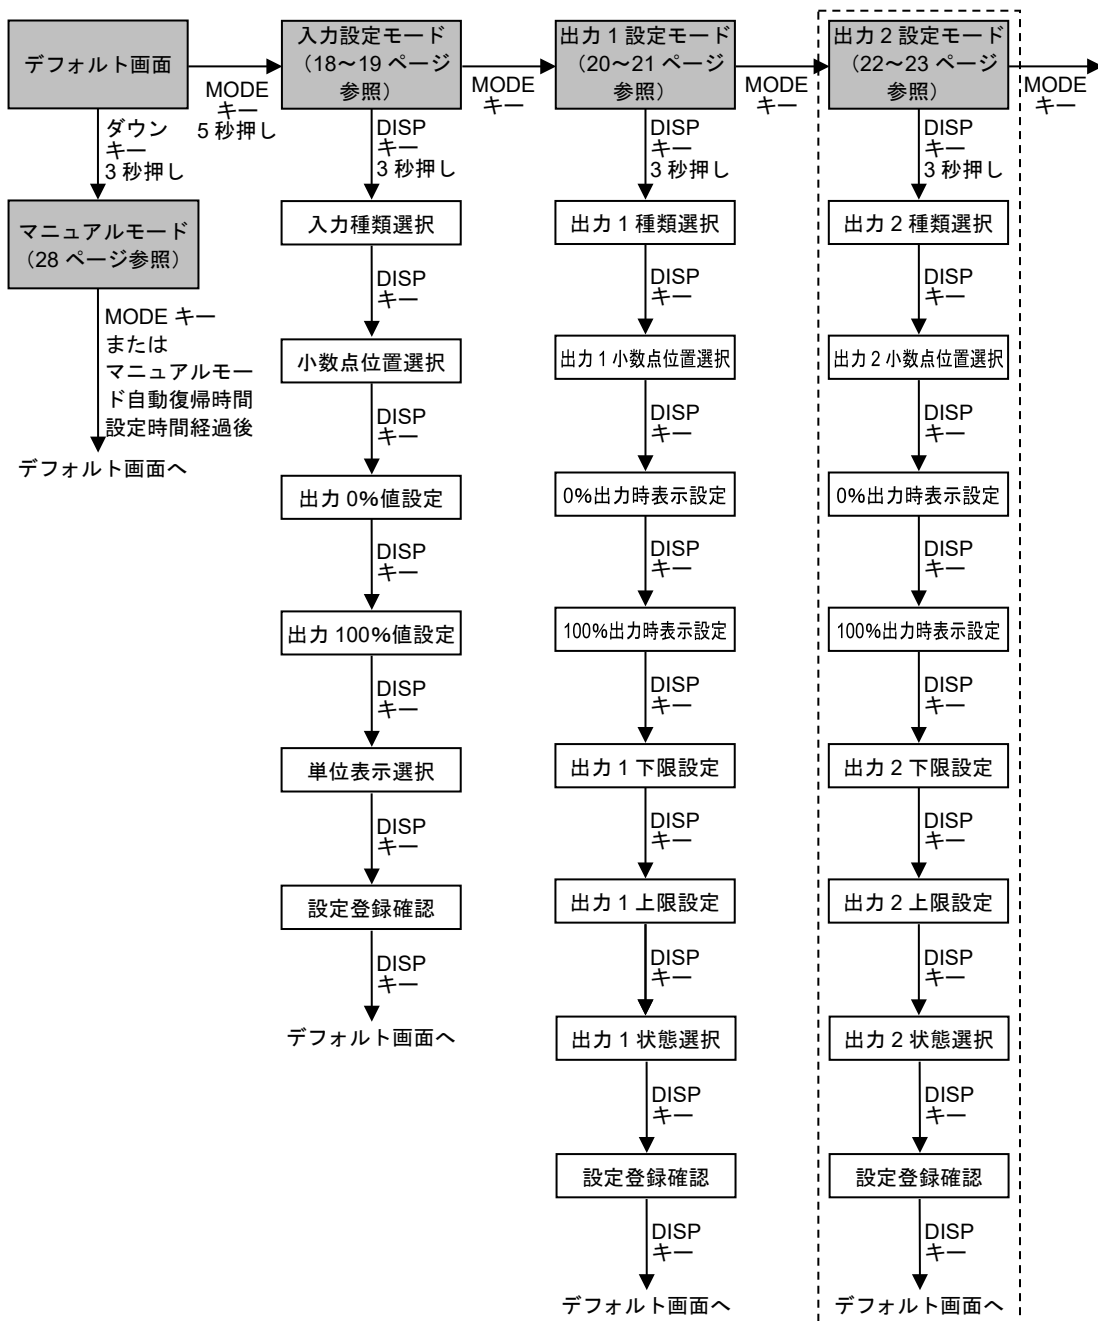 デフォルト画面
MODE
キー
5 秒押し
ダウン
キー
3 秒押し
マニュアルモード
（28 ページ参照）
MODE キー
または
マニュアルモー
ド自動復帰時間
設定時間経過後
デフォルト画面へ
入力設定モード
（18～19 ページ
参照）
MODE
キー
DISP
キー
3 秒押し
入力種類選択
DISP
キー
小数点位置選択
DISP
キー
出力 0%値設定
DISP
キー
出力 100%値設定
DISP
キー
単位表示選択
DISP
キー
設定登録確認
DISP
キー
デフォルト画面へ
出力 1 設定モード
（20～21 ページ
参照）
MODE
キー
DISP
キー
3 秒押し
出力 1 種類選択
DISP
キー
出力 1 小数点位置選択
DISP
キー
0%出力時表示設定
DISP
キー
100%出力時表示設定
DISP
キー
出力 1 下限設定
DISP
キー
出力 1 上限設定
DISP
キー
出力 1 状態選択
DISP
キー
設定登録確認
DISP
キー
デフォルト画面へ
出力 2 設定モード
（22～23 ページ
参照）
MODE
キー
DISP
キー
3 秒押し
出力 2 種類選択
DISP
キー
出力 2 小数点位置選択
DISP
キー
0%出力時表示設定
DISP
キー
100%出力時表示設定
DISP
キー
出力 2 下限設定
DISP
キー
出力 2 上限設定
DISP
キー
出力 2 状態選択
DISP
キー
設定登録確認
DISP
キー
デフォルト画面へ